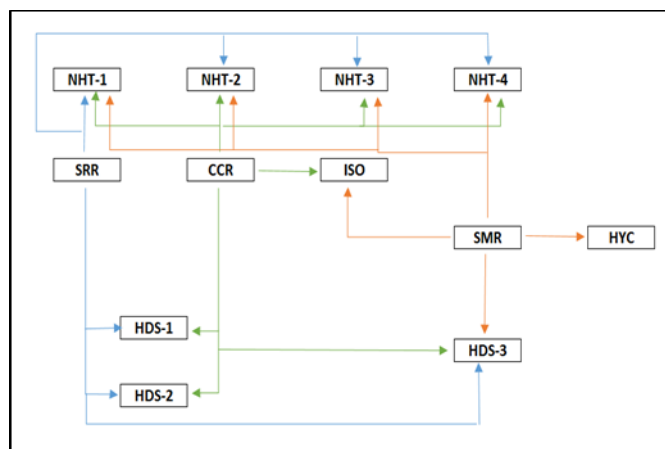 NHT-1 NHT-2 NHT-3 NHT-4
SRR CCR ISO
SMR HYC
HDS-1
HDS-3
HDS-2